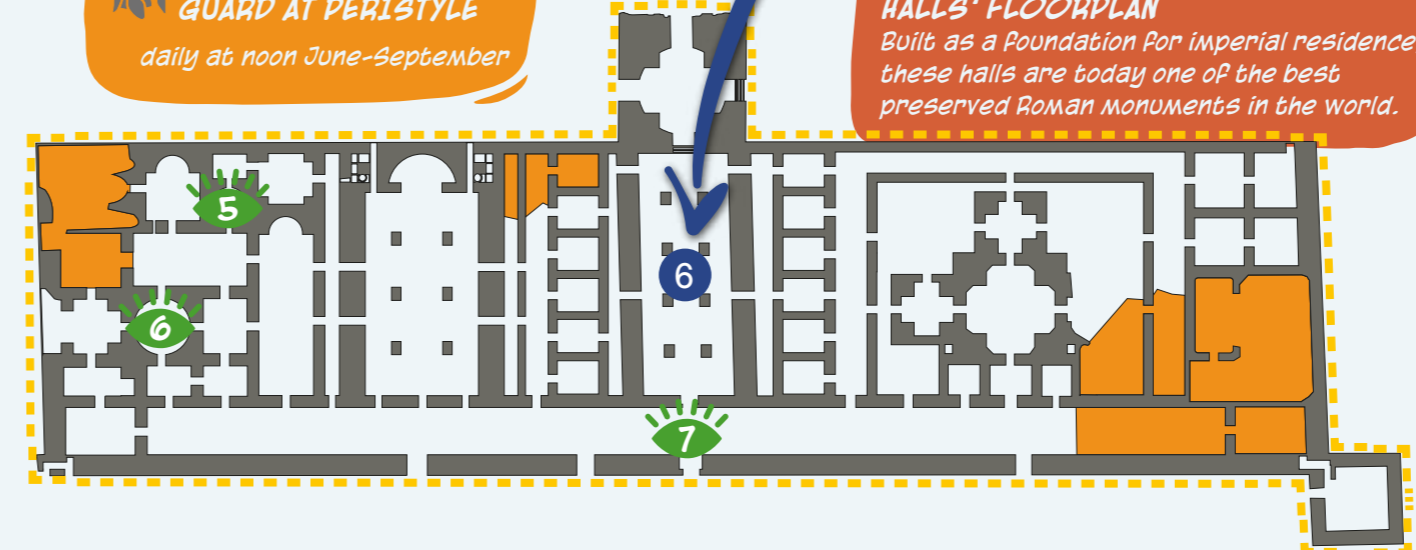 GUARD AT PERISTYLE
daily at noon June-September
HALLS' FLOORPLAN
Built as a foundation for imperial residence
these halls are today one of the best
preserved Roman monuments in the world.
5
6
6
7